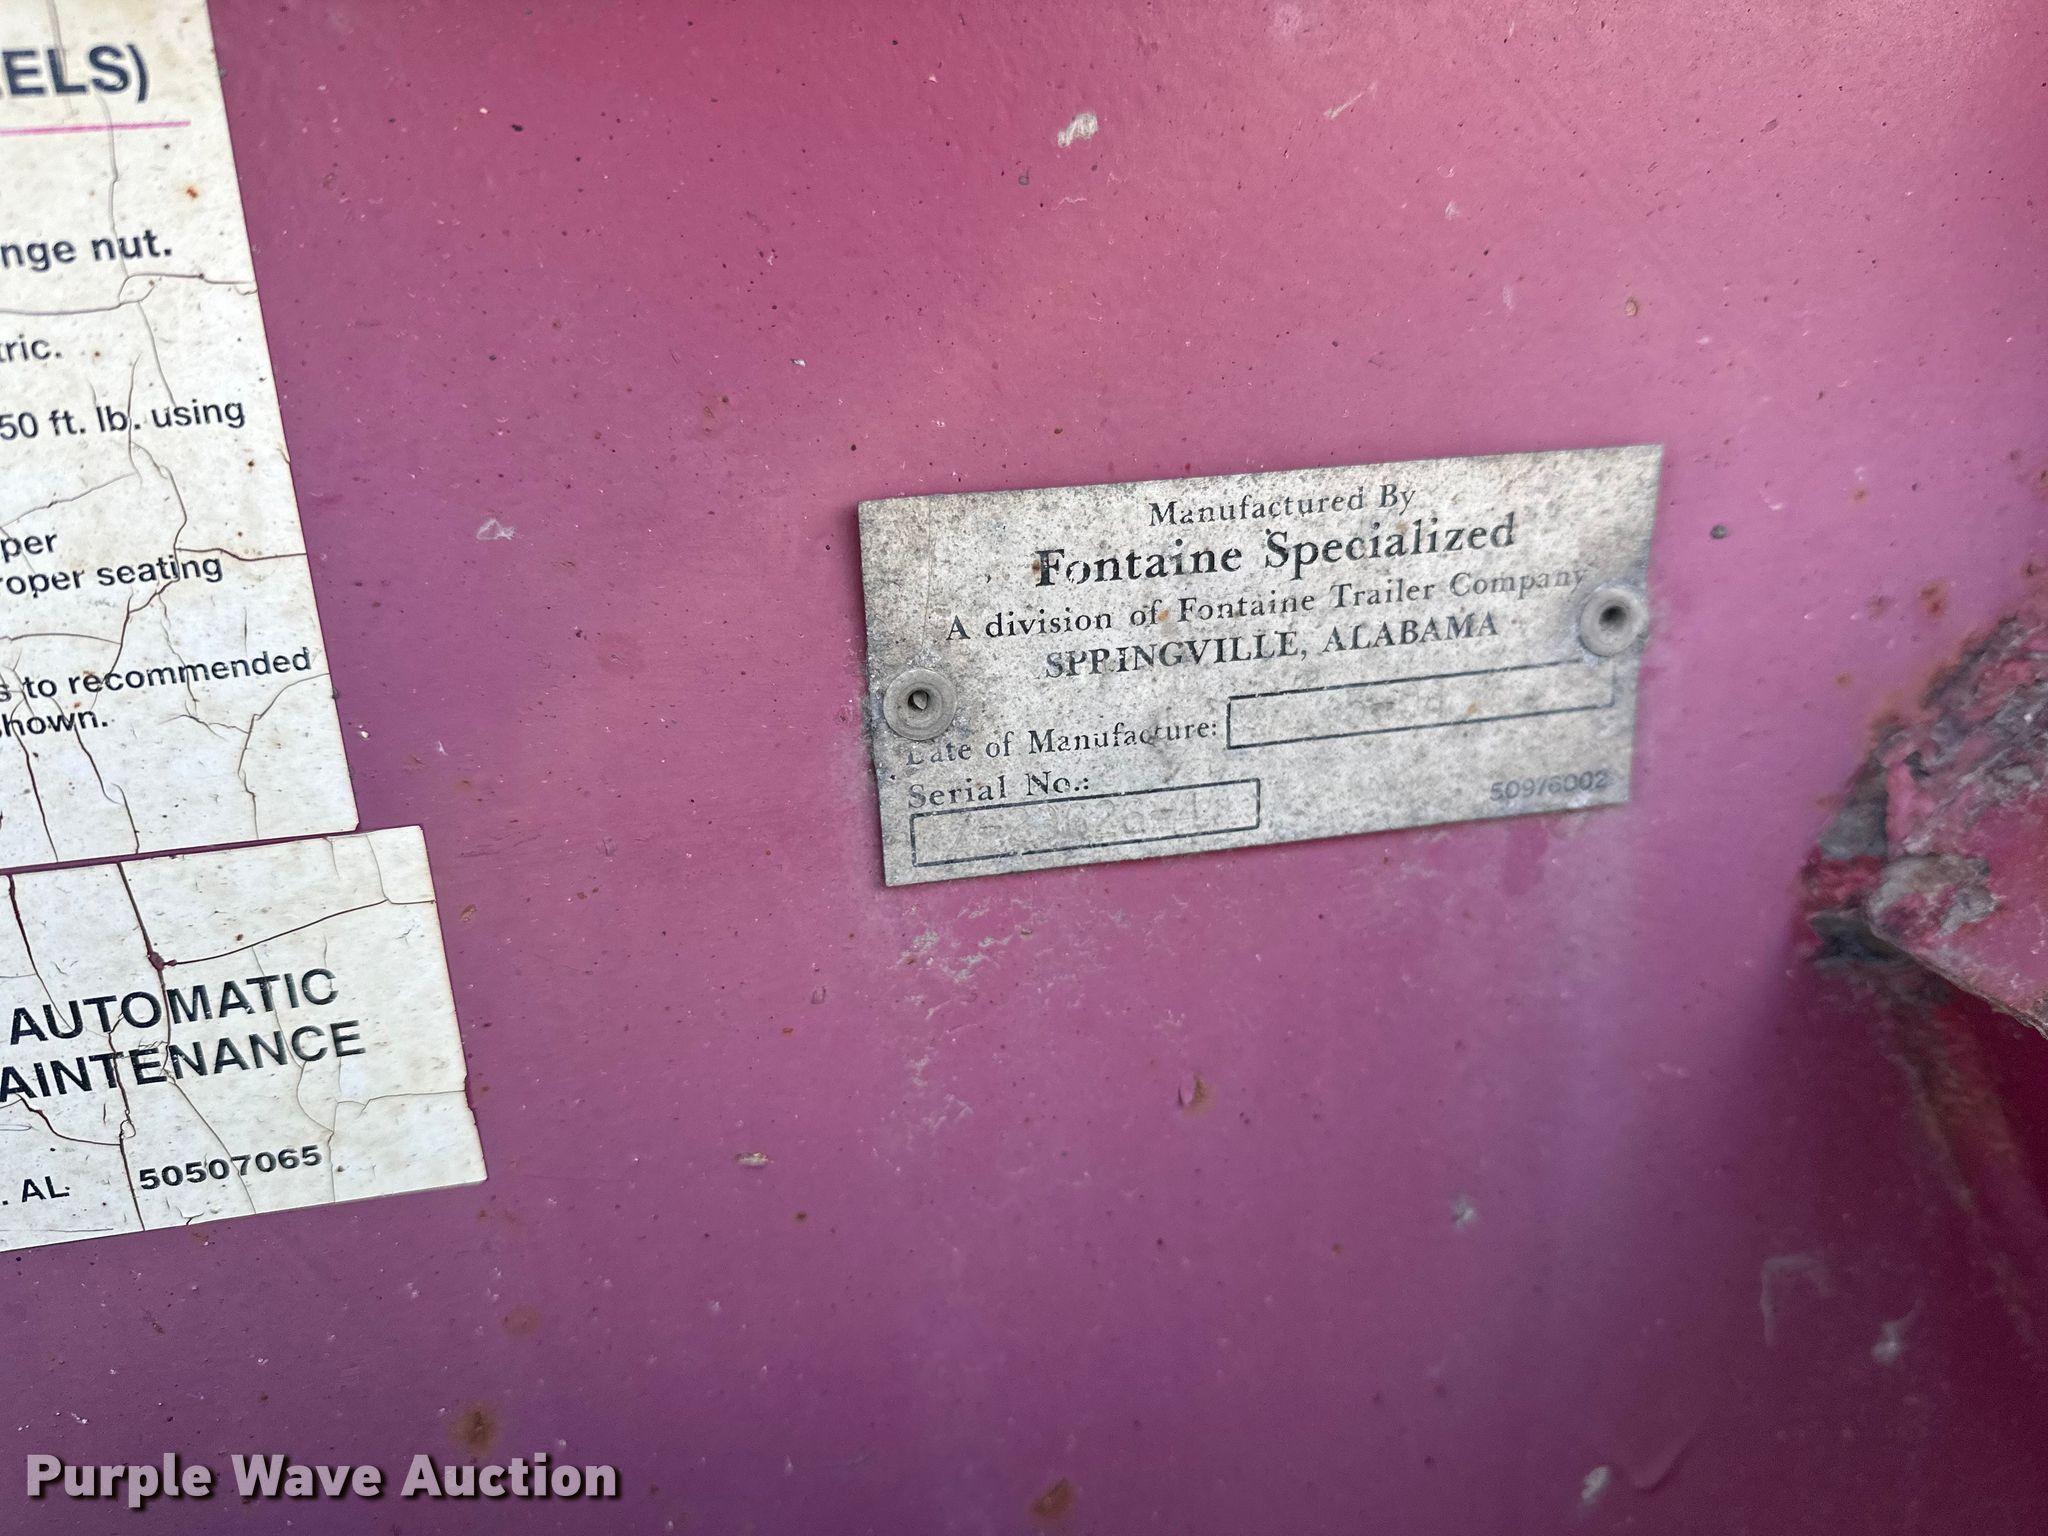 ELS)
nge nut.
ric.
50 ft. lb. using
per
roper seating
s to recommended
hown.
AUTOMATIC
AINTENANCE
. AL 50507065
Manufactured By
Fontaine Specialized
A division of Fontaine Trailer Company
SPRINGVILLE, ALABAMA
Date of Manufacture:
Serial No.:
50976002
Purple Wave Auction